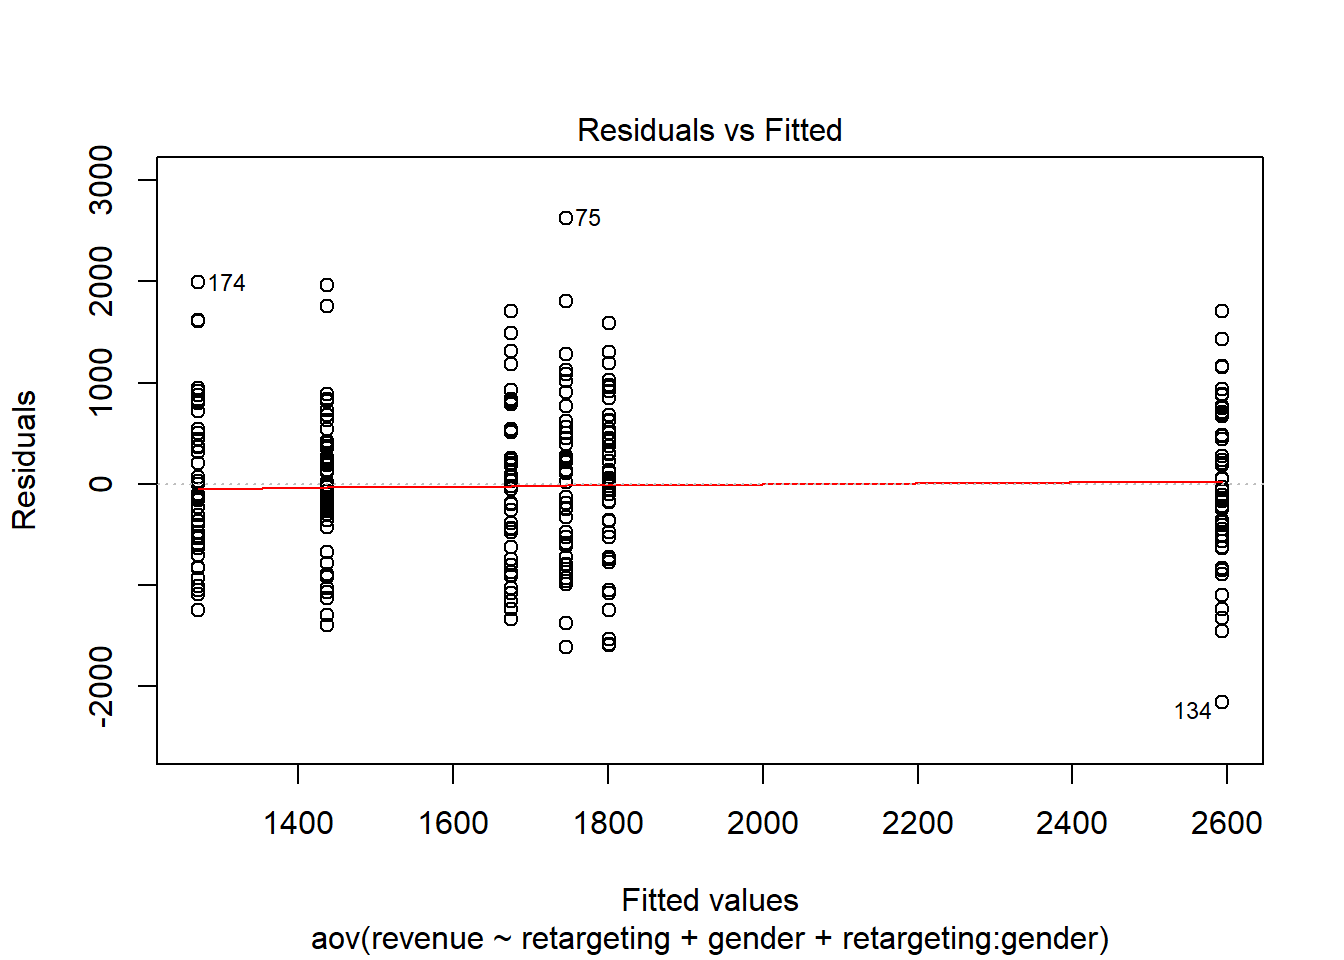 Residuals vs Fitted
Residuals
3000
2000
1000
0
-2000
75
174
134
1400 1600 1800 2000 2200 2400 2600
Fitted values
aov(revenue ~ retargeting + gender + retargeting:gender)